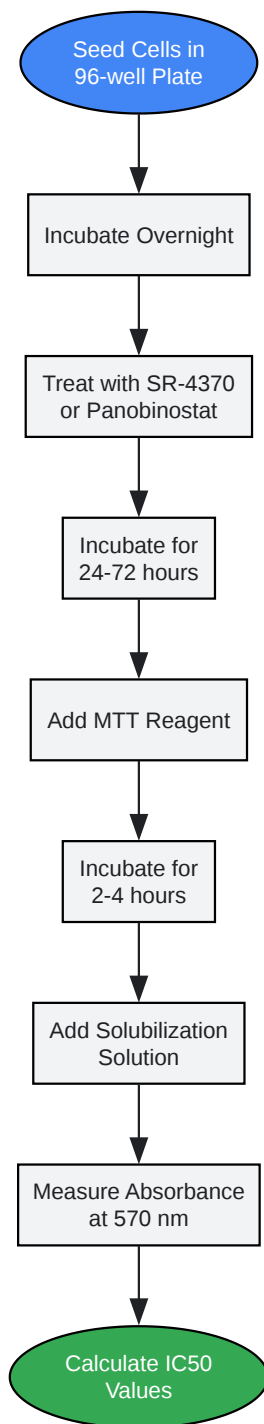 Seed Cells in
96-well Plate
Incubate Overnight
Treat with SR-4370
or Panobinostat
Incubate for
24-72 hours
Add MTT Reagent
Incubate for
2-4 hours
Add Solubilization
Solution
Measure Absorbance
at 570 nm
Calculate IC50
Values